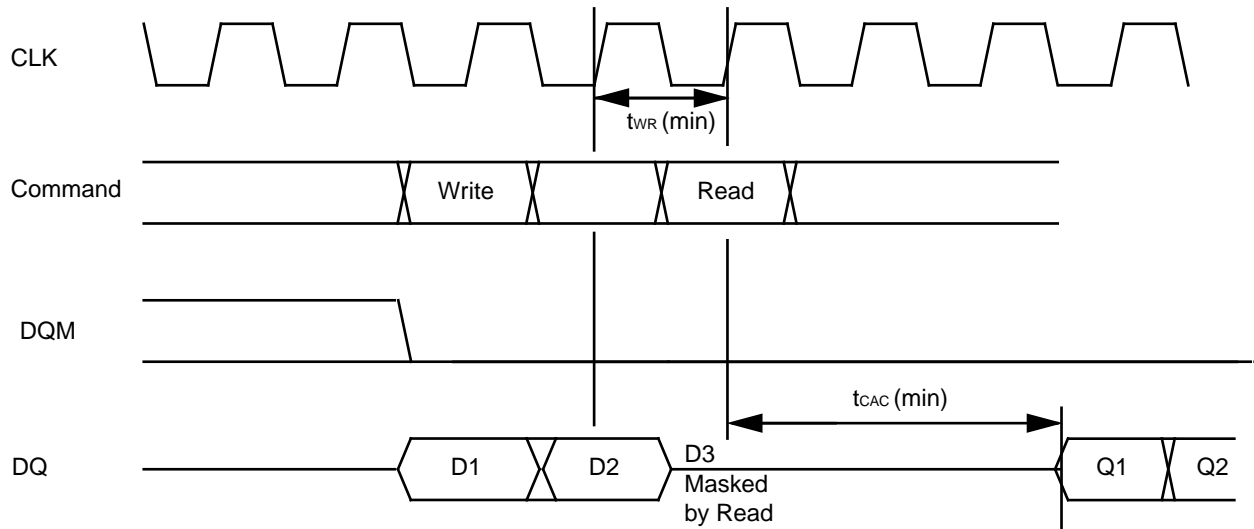 CLK
tWR (min)
Command
Write
Read
DQM
tCAC (min)
DQ
D1
D2
D3
Masked
by Read
Q1
Q2